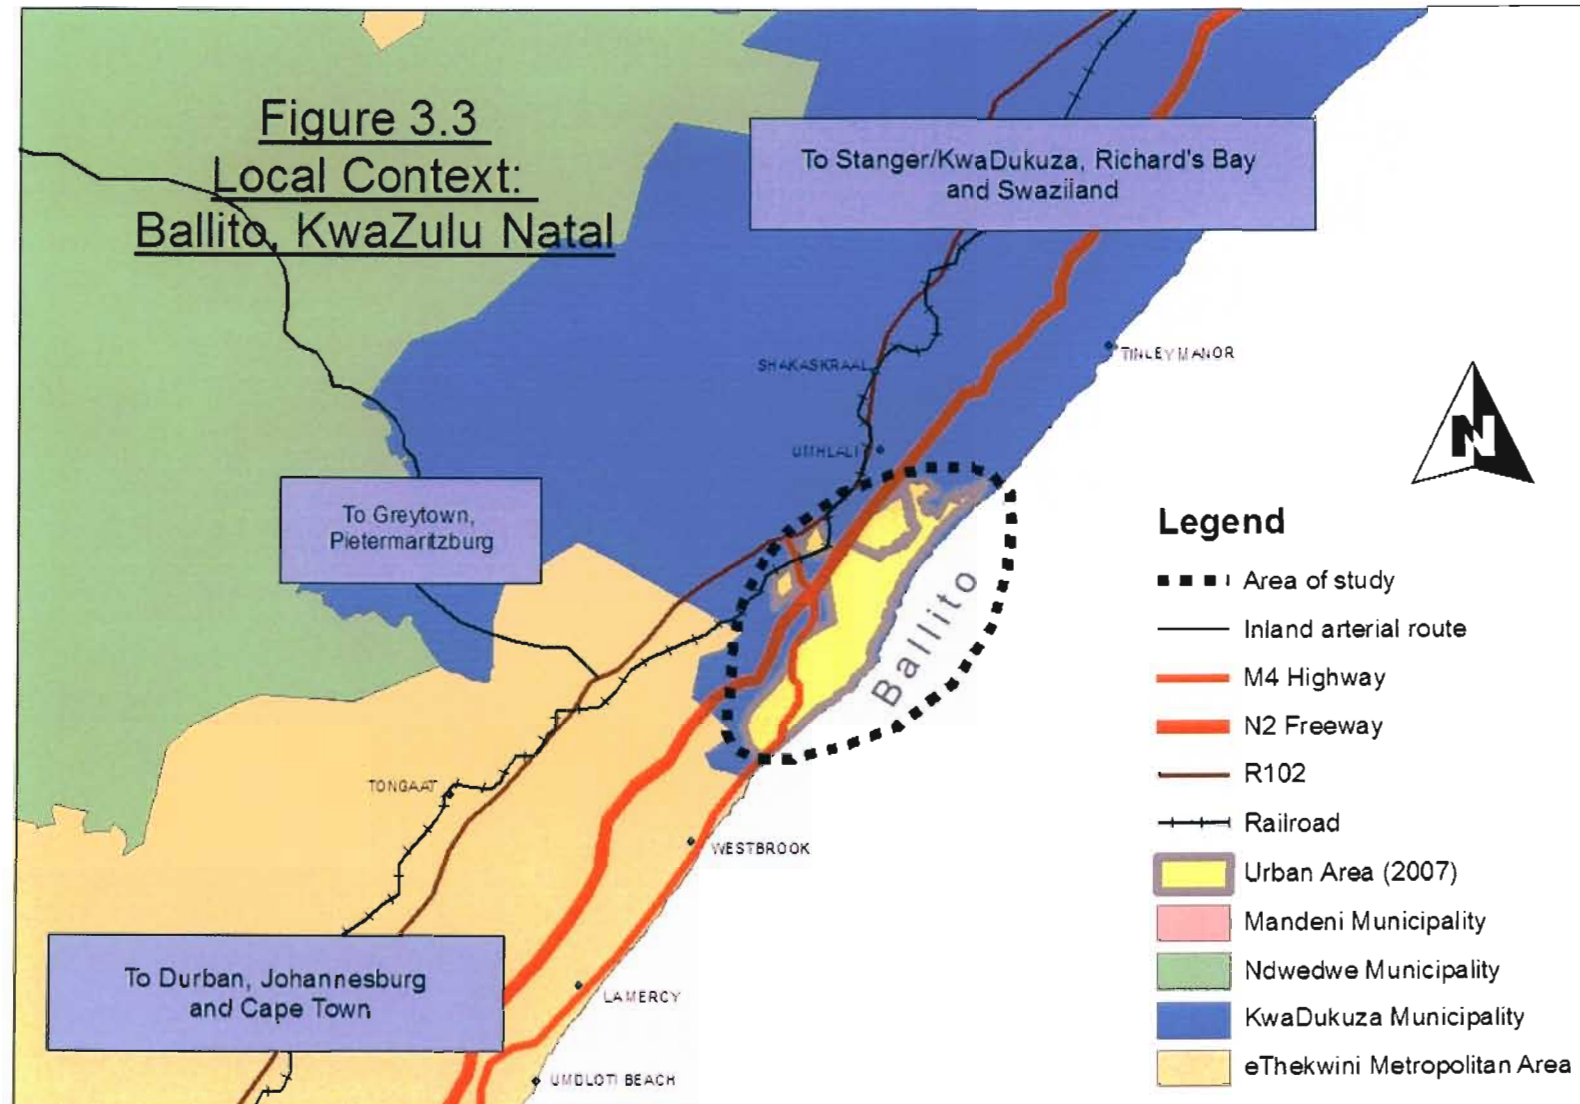 Figure 3.3
Local Context:
Ballito, KwaZulu Natal
To Stanger/KwaDukuza, Richard's Bay
and Swaziland
TINLEY MANOR
SHAKASKRAAL
UMHLALI
To Greytown,
Pietermaritzburg
Ballito
TONGAAT
WESTBROOK
To Durban, Johannesburg
and Cape Town
LA MERCY
UMDLOTI BEACH
N
Legend
Area of study
Inland arterial route
M4 Highway
N2 Freeway
R102
Railroad
Urban Area (2007)
Mandeni Municipality
Ndwedwe Municipality
KwaDukuza Municipality
eThekwini Metropolitan Area